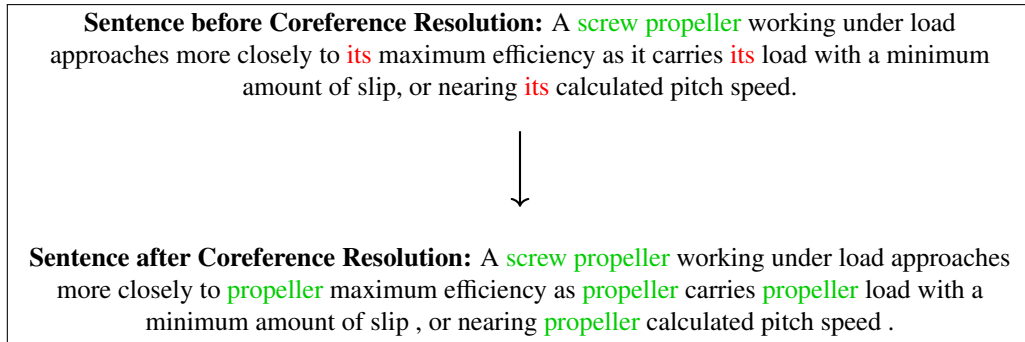 Sentence before Coreference Resolution: A screw propeller working under load
approaches more closely to its maximum efficiency as it carries its load with a minimum
amount of slip, or nearing its calculated pitch speed.
Sentence after Coreference Resolution: A screw propeller working under load approaches
more closely to propeller maximum efficiency as propeller carries propeller load with a
minimum amount of slip , or nearing propeller calculated pitch speed .